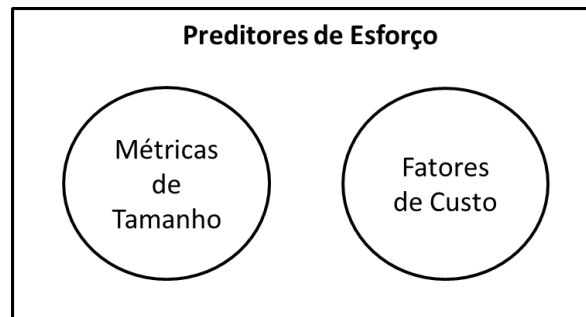 Preditores de Esforço
Métricas
de
Tamanho
Fatores
de Custo